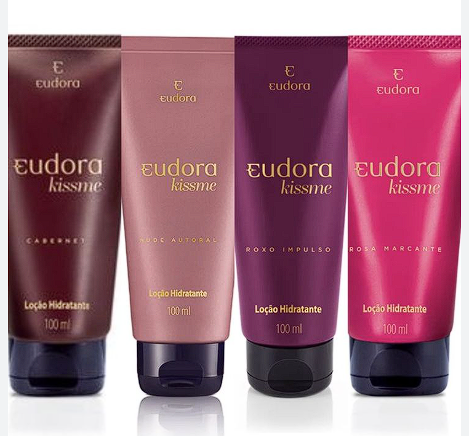 Eudora
Eudora
kissme
CABERNET
Loção Hidratante
100 ml
Eudora
Eudora
kissme
NUDE AUTORAL
Loção Hidratante
100 ml
Eudora
Eudora
kissme
ROXO IMPULSO
Loção Hidratante
100 ml
Eudora
Eudora
kissme
ROSA MARCANTE
Loção Hidratante
100 ml